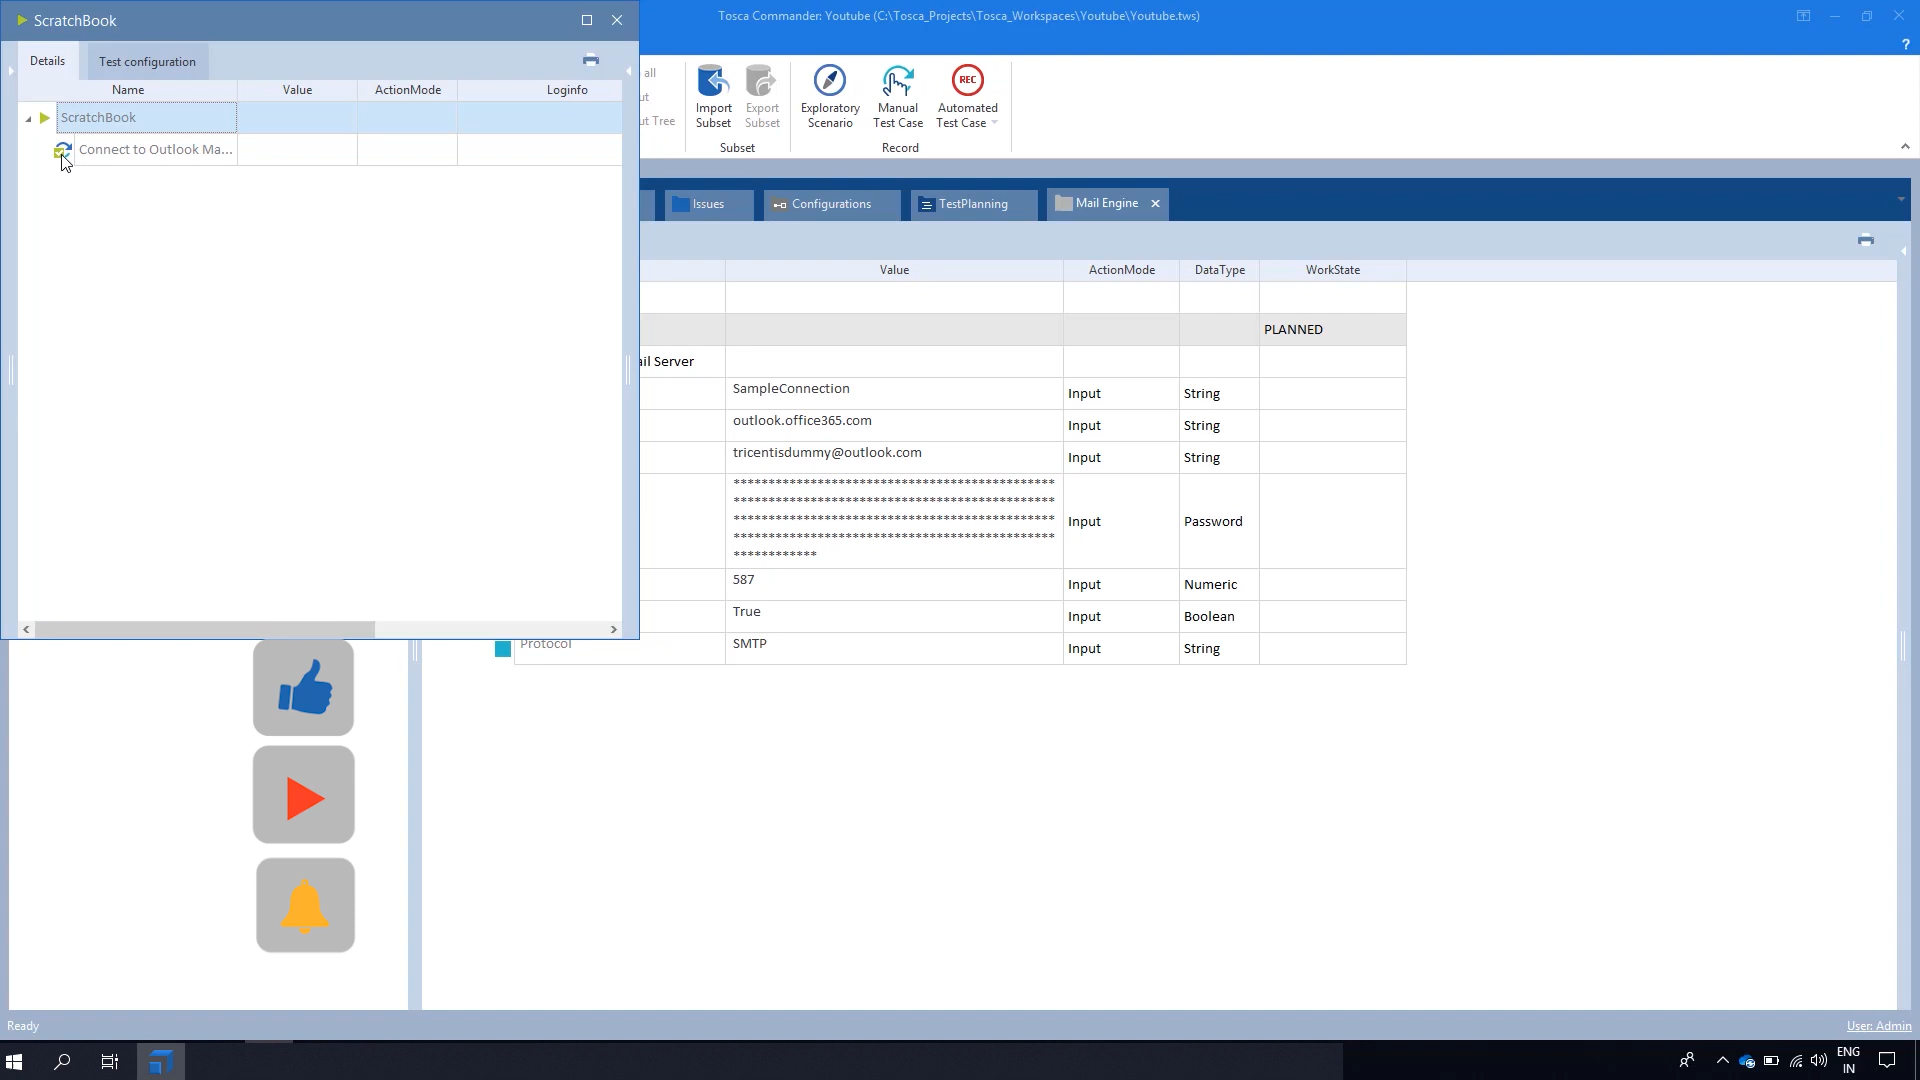 ScratchBook
Tosca Commander: Youtube (C:\Tosca_Projects\Tosca_Workspaces\Youtube\Youtube.tws)
?
Details
Test configuration
Name
Value
ActionMode
Loginfo
ScratchBook
Connect to Outlook Ma...
all
ut
ut Tree
Import
Subset
Export
Subset
Subset
Exploratory
Scenario
Manual
Test Case
REC
Automated
Test Case
Record
Issues
Configurations
TestPlanning
Mail Engine
Value
ActionMode
DataType
WorkState
PLANNED
ail Server
SampleConnection
Input
String
outlook.office365.com
Input
String
tricentisdummy@outlook.com
Input
String
**********************************************
**********************************************
**********************************************
**********************************************
************
Input
Password
587
Input
Numeric
True
Input
Boolean
Protocol
SMTP
Input
String
Ready
User: Admin
ENG
IN